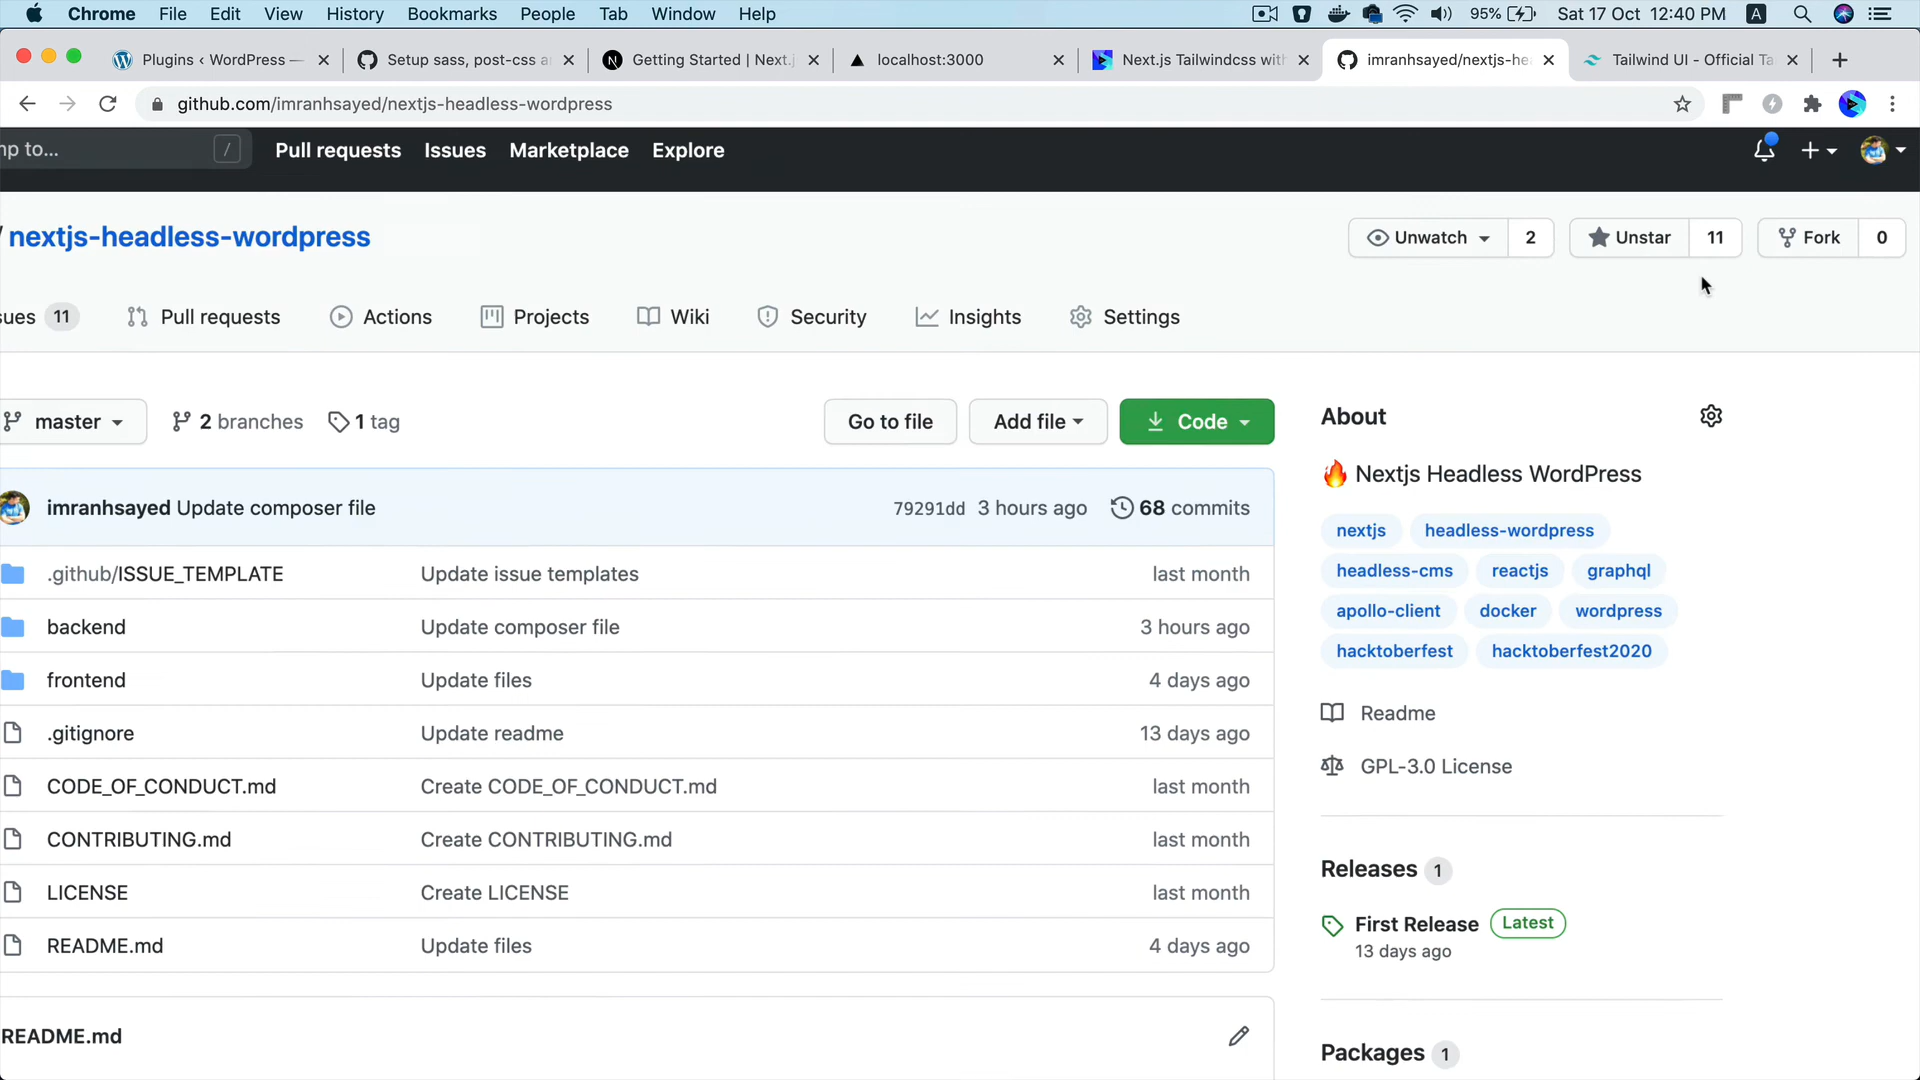 Chrome File Edit View History Bookmarks People Tab Window Help 95% Sat 17 Oct 12:40 PM A
Plugins ‹ WordPress — Setup sass, post-css a Getting Started | Next.j localhost:3000 Next.js Tailwindcss with imranhsayed/nextjs-he Tailwind UI - Official Ta
github.com/imranhsayed/nextjs-headless-wordpress
mp to... / Pull requests Issues Marketplace Explore
/ nextjs-headless-wordpress Unwatch 2 Unstar 11 Fork 0
sues 11 Pull requests Actions Projects Wiki Security Insights Settings
master 2 branches 1 tag Go to file Add file Code
About
Nextjs Headless WordPress
imranhsayed Update composer file 79291dd 3 hours ago 68 commits
nextjs headless-wordpress
headless-cms reactjs graphql
apollo-client docker wordpress
hacktoberfest hacktoberfest2020
.github/ISSUE_TEMPLATE Update issue templates last month
backend Update composer file 3 hours ago
frontend Update files 4 days ago
.gitignore Update readme 13 days ago
CODE_OF_CONDUCT.md Create CODE_OF_CONDUCT.md last month
CONTRIBUTING.md Create CONTRIBUTING.md last month
LICENSE Create LICENSE last month
README.md Update files 4 days ago
Readme
GPL-3.0 License
Releases 1
First Release Latest
13 days ago
README.md
Packages 1